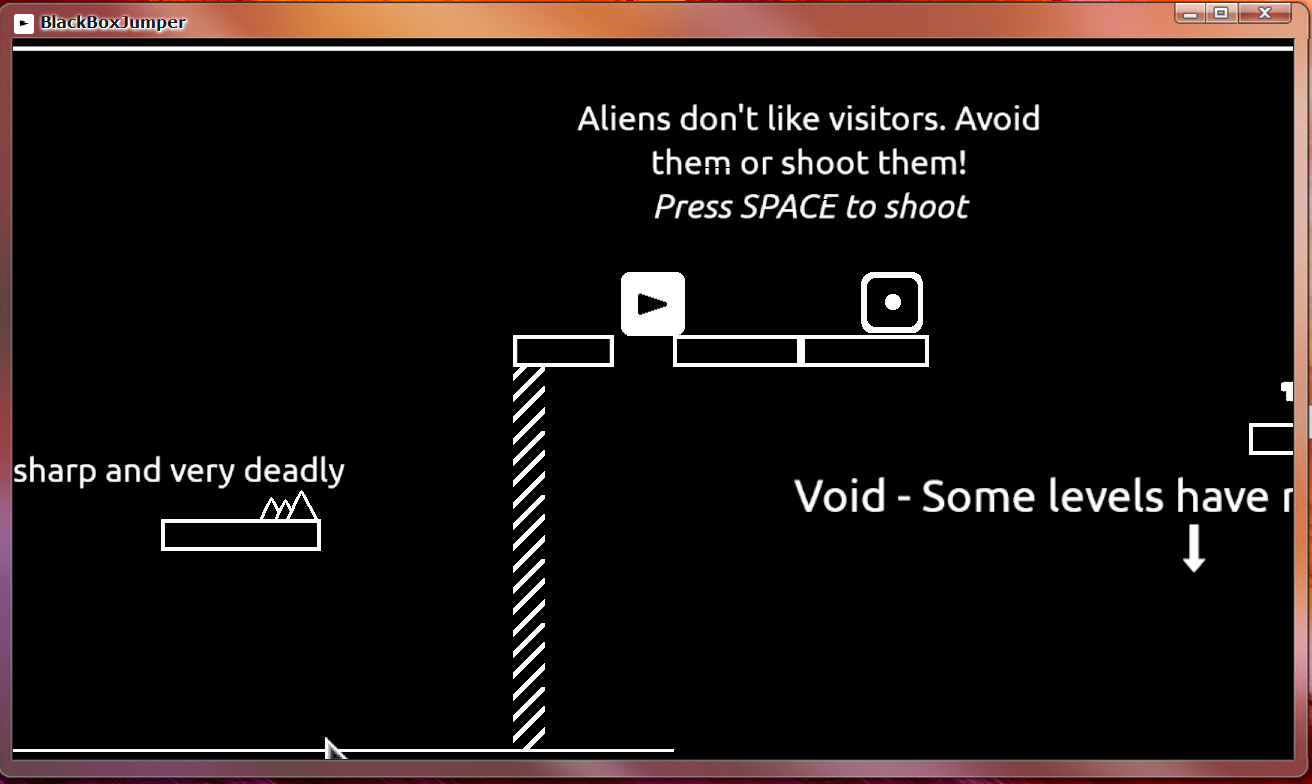 BlackBoxJumper
Aliens don't like visitors. Avoid
them or shoot them!
Press SPACE to shoot
sharp and very deadly
Void - Some levels have